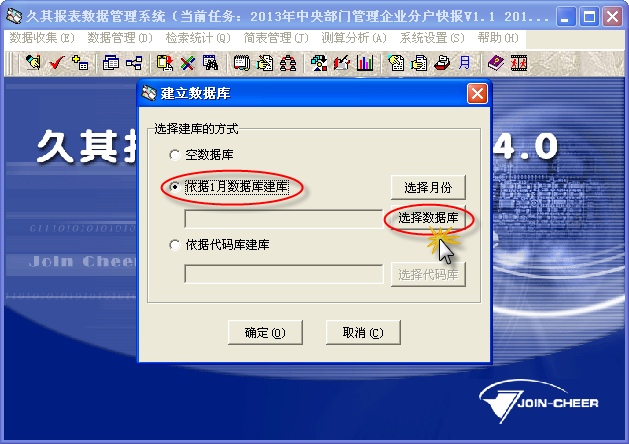 久其报表数据管理系统（当前任务：2013年中央部门管理企业分户快报V1.1 201...
数据收集(E) 数据管理(D) 检索统计(Q) 简表管理(T) 测算分析(A) 系统设置(S) 帮助(H)
月
建立数据库
久其
4.0
选择建库的方式
空数据库
依据1月数据库建库
选择月份
选择数据库
依据代码库建库
选择代码库
Join Cheer
确定(O) 取消(C)
JOIN-CHEER